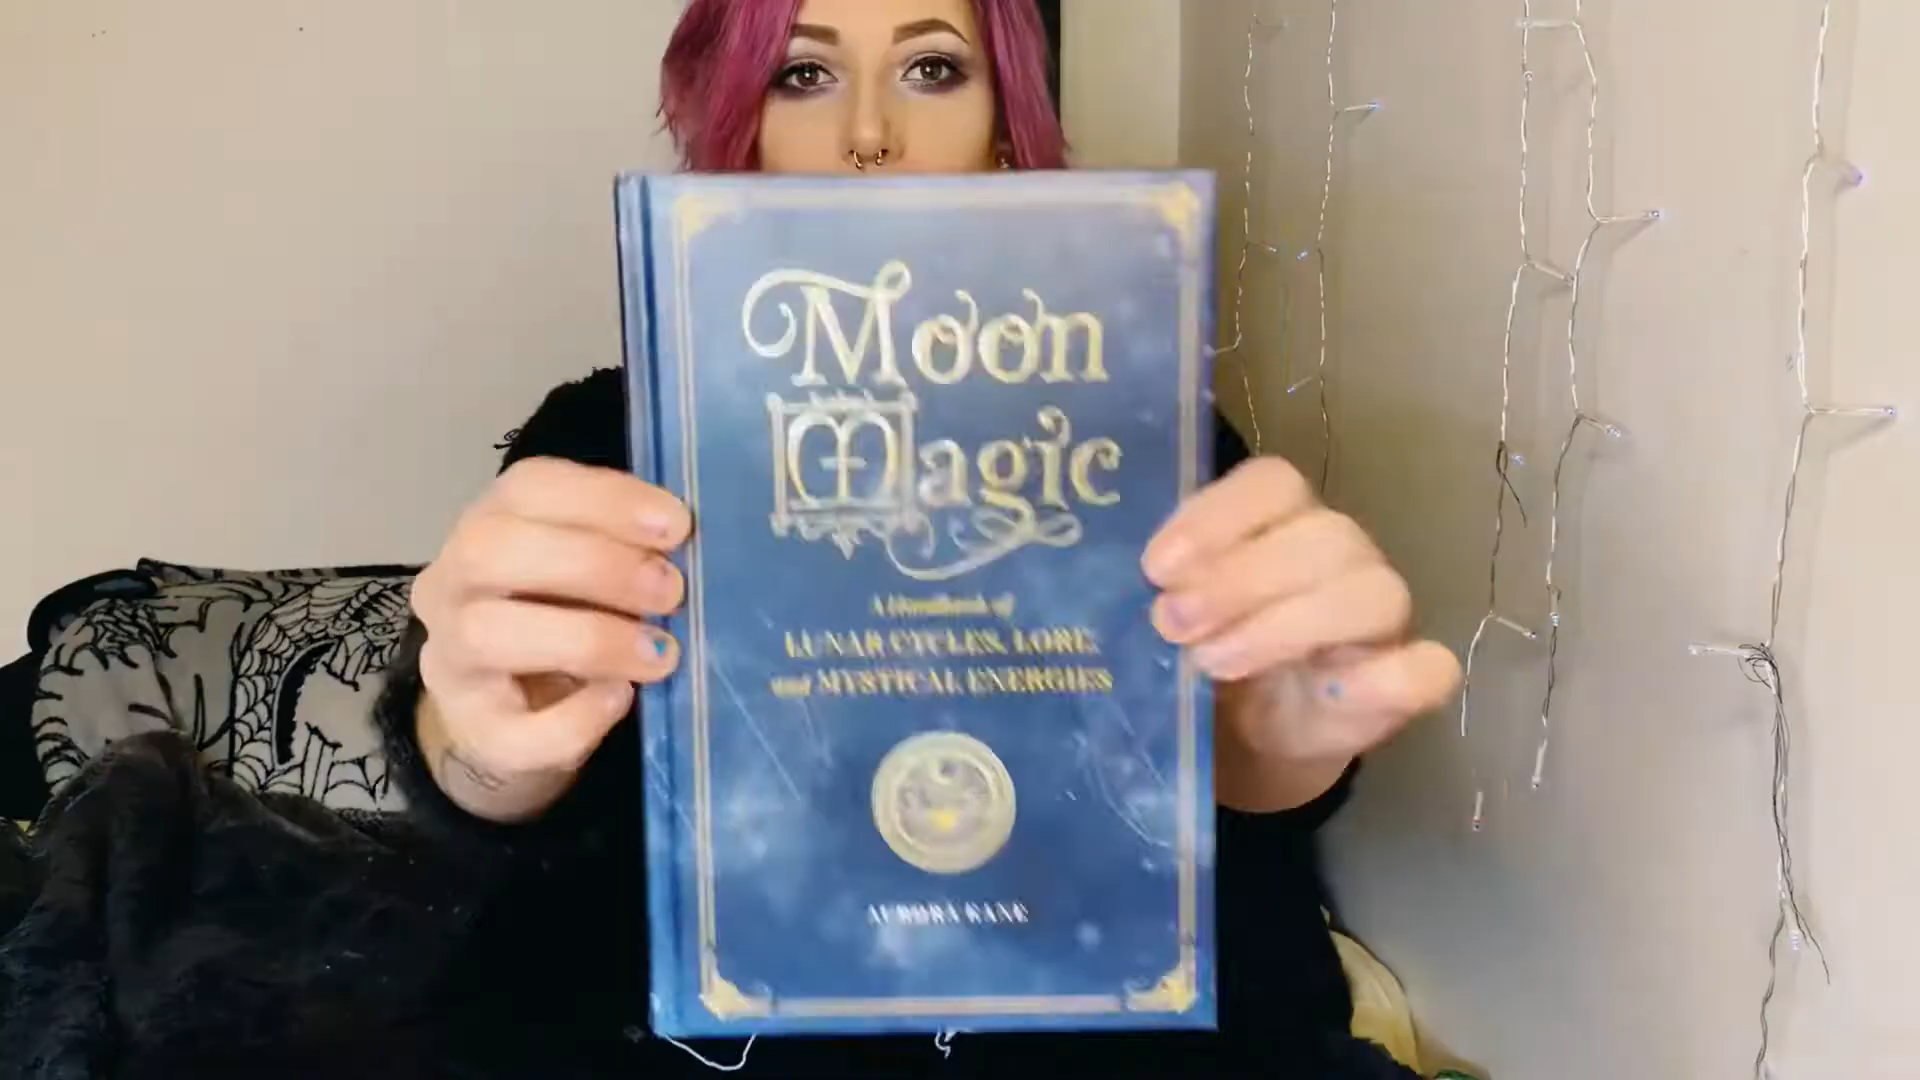 Moon
Magic
A Handbook of
LUNAR CYCLES, LORE,
and MYSTICAL ENERGIES
AURORA KANE